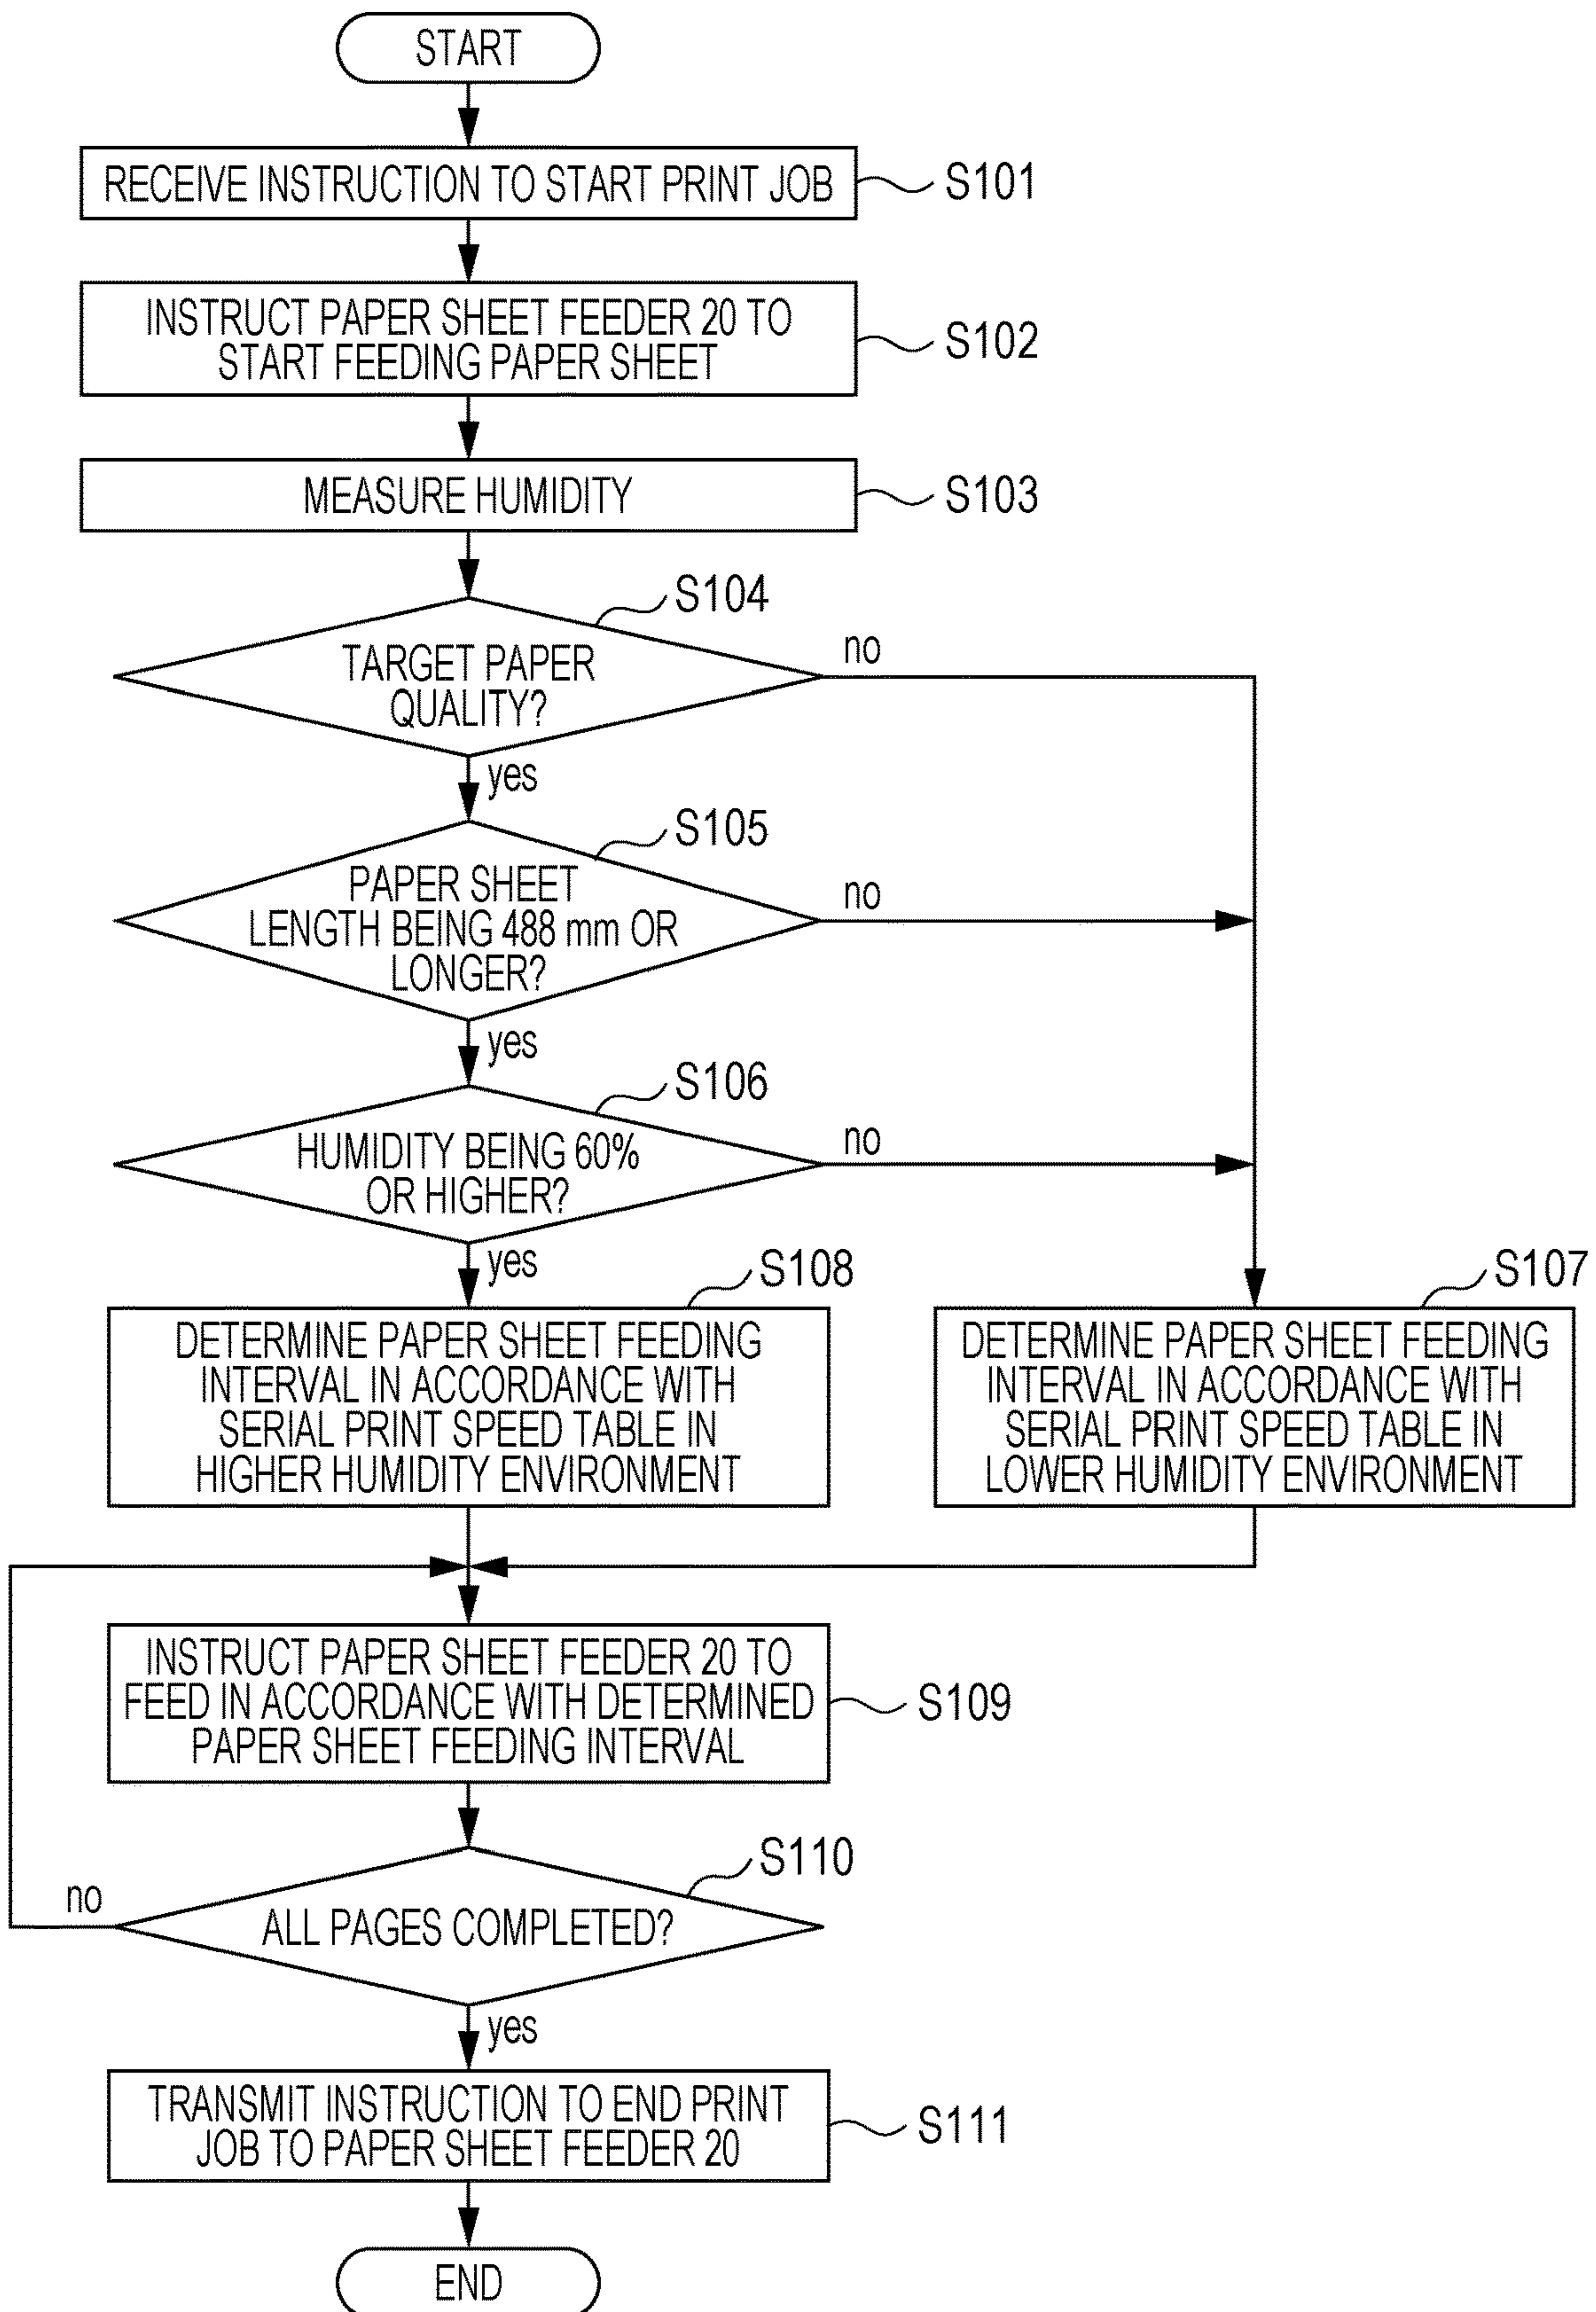 START
RECEIVE INSTRUCTION TO START PRINT JOB
S101
INSTRUCT PAPER SHEET FEEDER 20 TO
START FEEDING PAPER SHEET
S102
MEASURE HUMIDITY
S103
S104
TARGET PAPER
QUALITY?
no
yes
S105
PAPER SHEET
LENGTH BEING 488 mm OR
LONGER?
no
yes
S106
HUMIDITY BEING 60%
OR HIGHER?
no
yes
S108
DETERMINE PAPER SHEET FEEDING
INTERVAL IN ACCORDANCE WITH
SERIAL PRINT SPEED TABLE IN
HIGHER HUMIDITY ENVIRONMENT
S107
DETERMINE PAPER SHEET FEEDING
INTERVAL IN ACCORDANCE WITH
SERIAL PRINT SPEED TABLE IN
LOWER HUMIDITY ENVIRONMENT
INSTRUCT PAPER SHEET FEEDER 20 TO
FEED IN ACCORDANCE WITH DETERMINED
PAPER SHEET FEEDING INTERVAL
S109
S110
no
ALL PAGES COMPLETED?
yes
TRANSMIT INSTRUCTION TO END PRINT
JOB TO PAPER SHEET FEEDER 20
S111
END